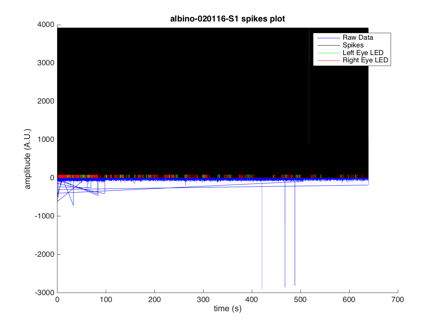 albino-020116-S1 spikes plot
4000
3000
2000
1000
0
-1000
-2000
-3000
amplitude (A.U.)
Raw Data
Spikes
Left Eye LED
Right Eye LED
0 100 200 300 400 500 600 700
time (s)